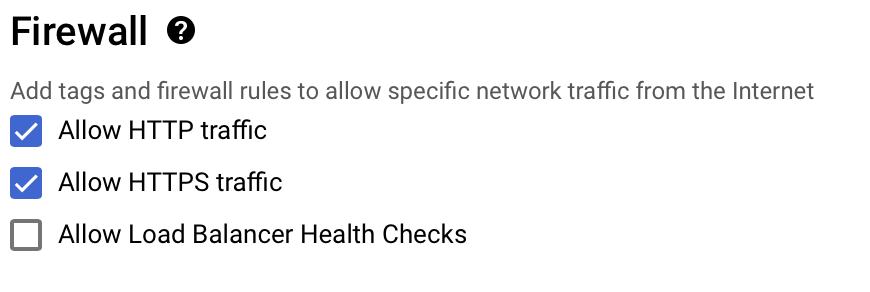 Firewall ?
Add tags and firewall rules to allow specific network traffic from the Internet
Allow HTTP traffic
Allow HTTPS traffic
Allow Load Balancer Health Checks